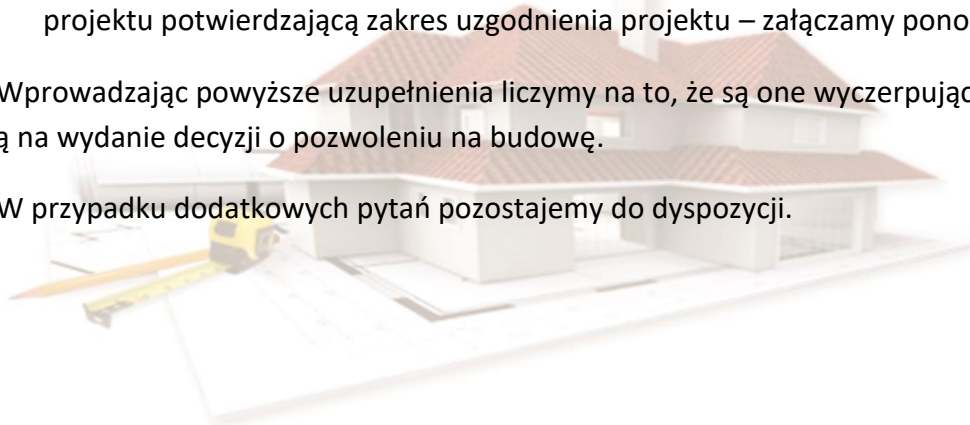 projektu potwierdzającą zakres uzgodnienia projektu – załączamy pono
Wprowadzając powyższe uzupełnienia liczymy na to, że są one wyczerpując
ą na wydanie decyzji o pozwoleniu na budowę.
W przypadku dodatkowych pytań pozostajemy do dyspozycji.